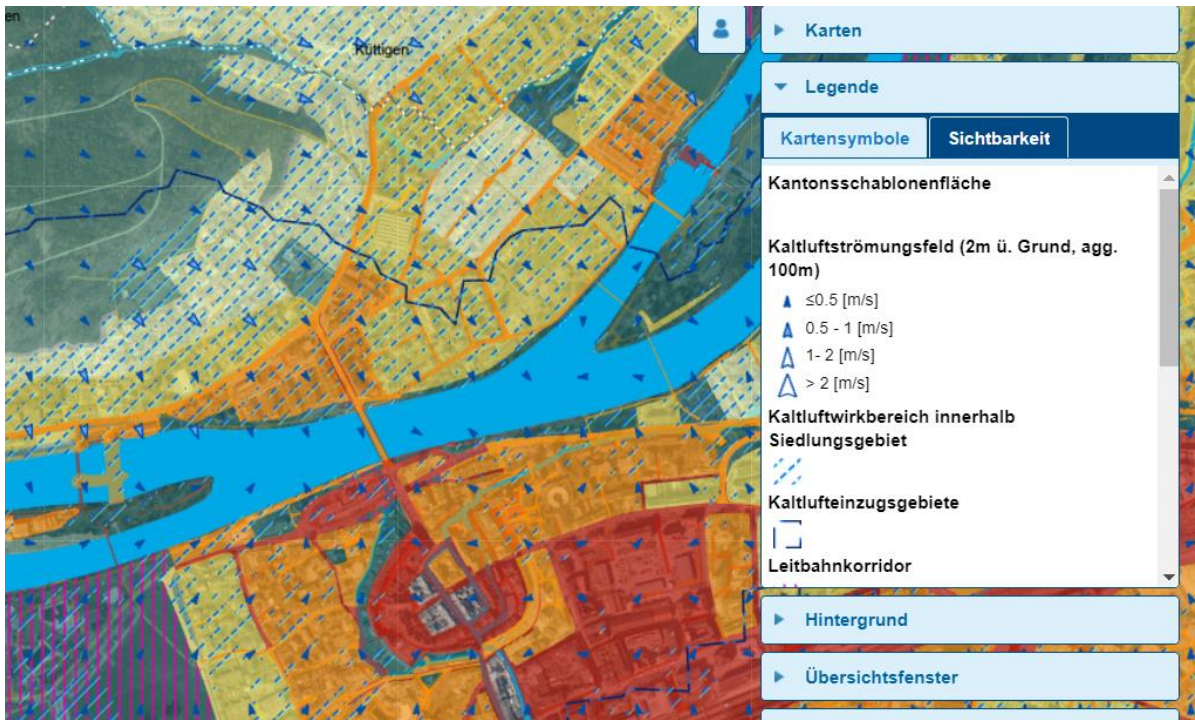 en
Küttigen
Karten
Legende
Kartensymbole
Sichtbarkeit
Kantonsschablonenfläche
Kaltluftströmungsfeld (2m ü. Grund, agg.
100m)
≤0.5 [m/s]
0.5 - 1 [m/s]
1- 2 [m/s]
> 2 [m/s]
Kaltluftwirkbereich innerhalb
Siedlungsgebiet
Kaltlufteinzugsgebiete
Leitbahnkorridor
Hintergrund
Übersichtsfenster